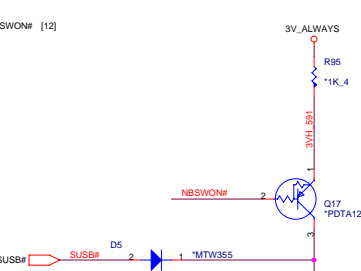 SWON# [12]
3V_ALWAYS
R95
*1K_4
3VH_591
1
NBSWON#
2
Q17
*PDTA12
3
D5
SUSB#
SUSB#
2
1
*MTW355